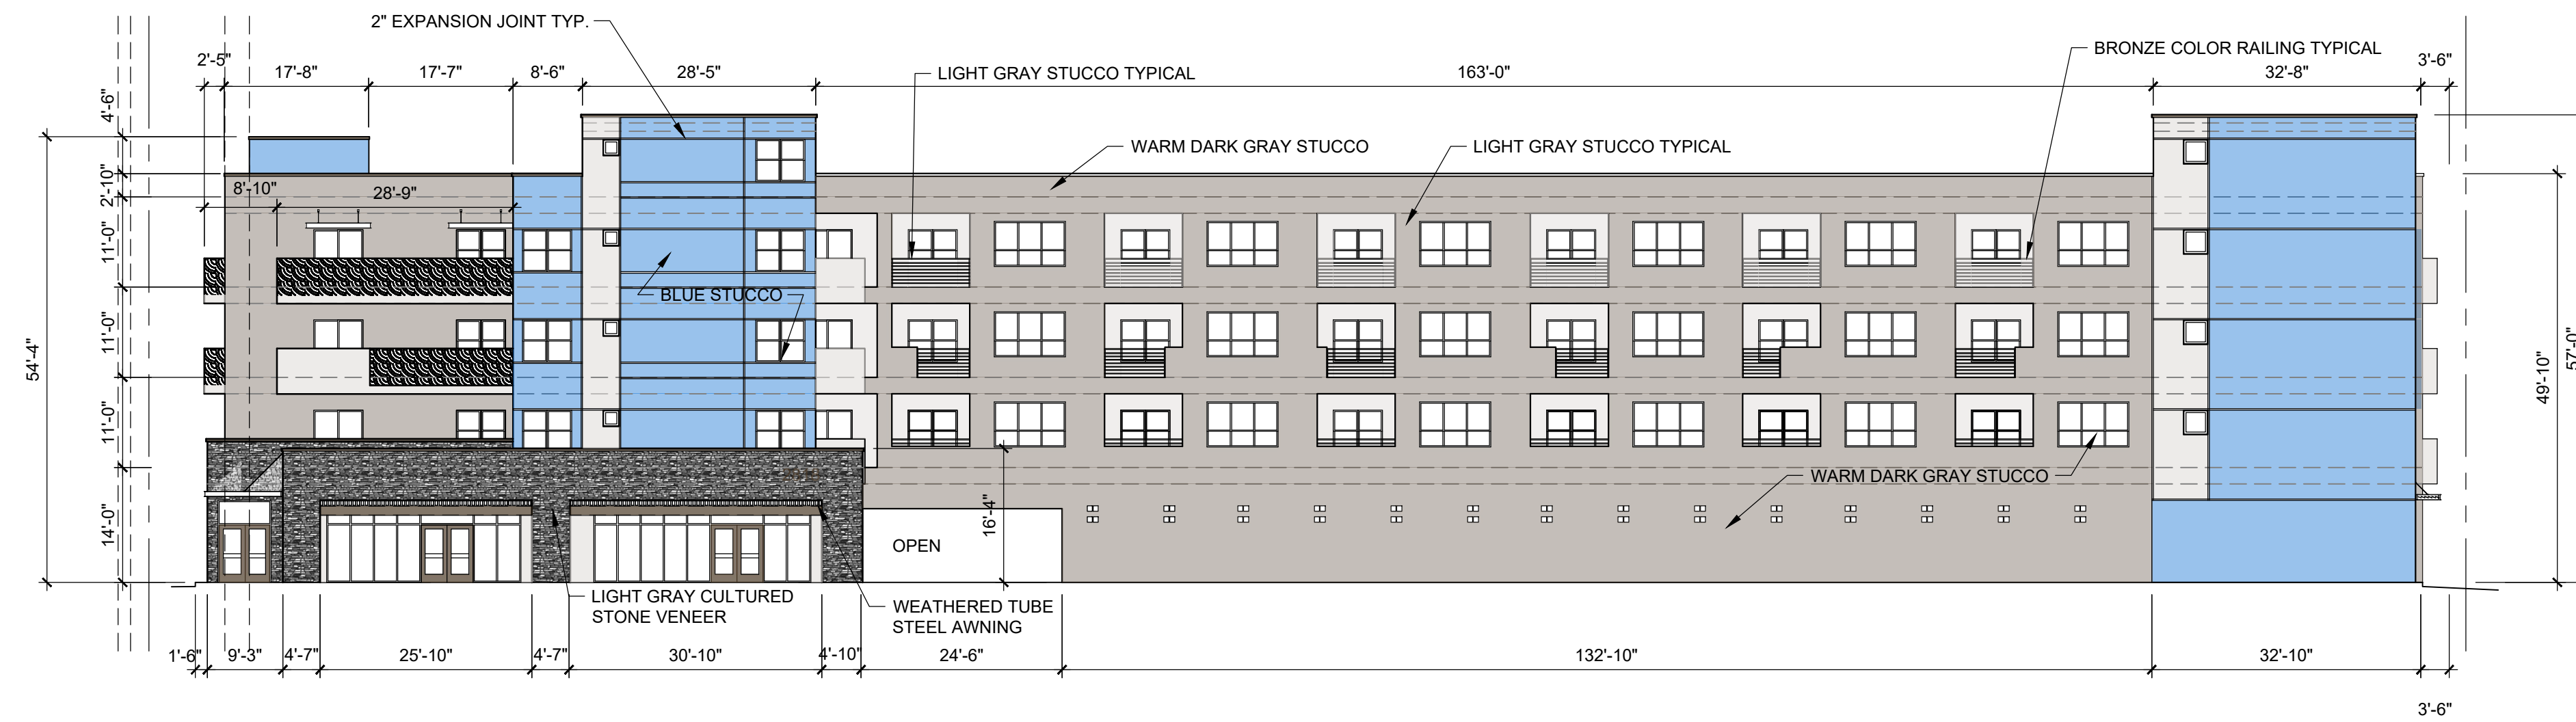 2" EXPANSION JOINT TYP.
BRONZE COLOR RAILING TYPICAL
2'-5"
17'-8"
17'-7"
8'-6"
28'-5"
LIGHT GRAY STUCCO TYPICAL
163'-0"
32'-8"
3'-6"
4'-6"
WARM DARK GRAY STUCCO
LIGHT GRAY STUCCO TYPICAL
2'-10"
8'-10"
28'-9"
11'-0"
BLUE STUCCO
11'-0"
54'-4"
57'-0"
49'-10"
11'-0"
WARM DARK GRAY STUCCO
14'-0"
16'-4"
OPEN
LIGHT GRAY CULTURED
STONE VENEER
WEATHERED TUBE
STEEL AWNING
1'-6"
9'-3"
4'-7"
25'-10"
4'-7"
30'-10"
4'-10"
24'-6"
132'-10"
32'-10"
3'-6"